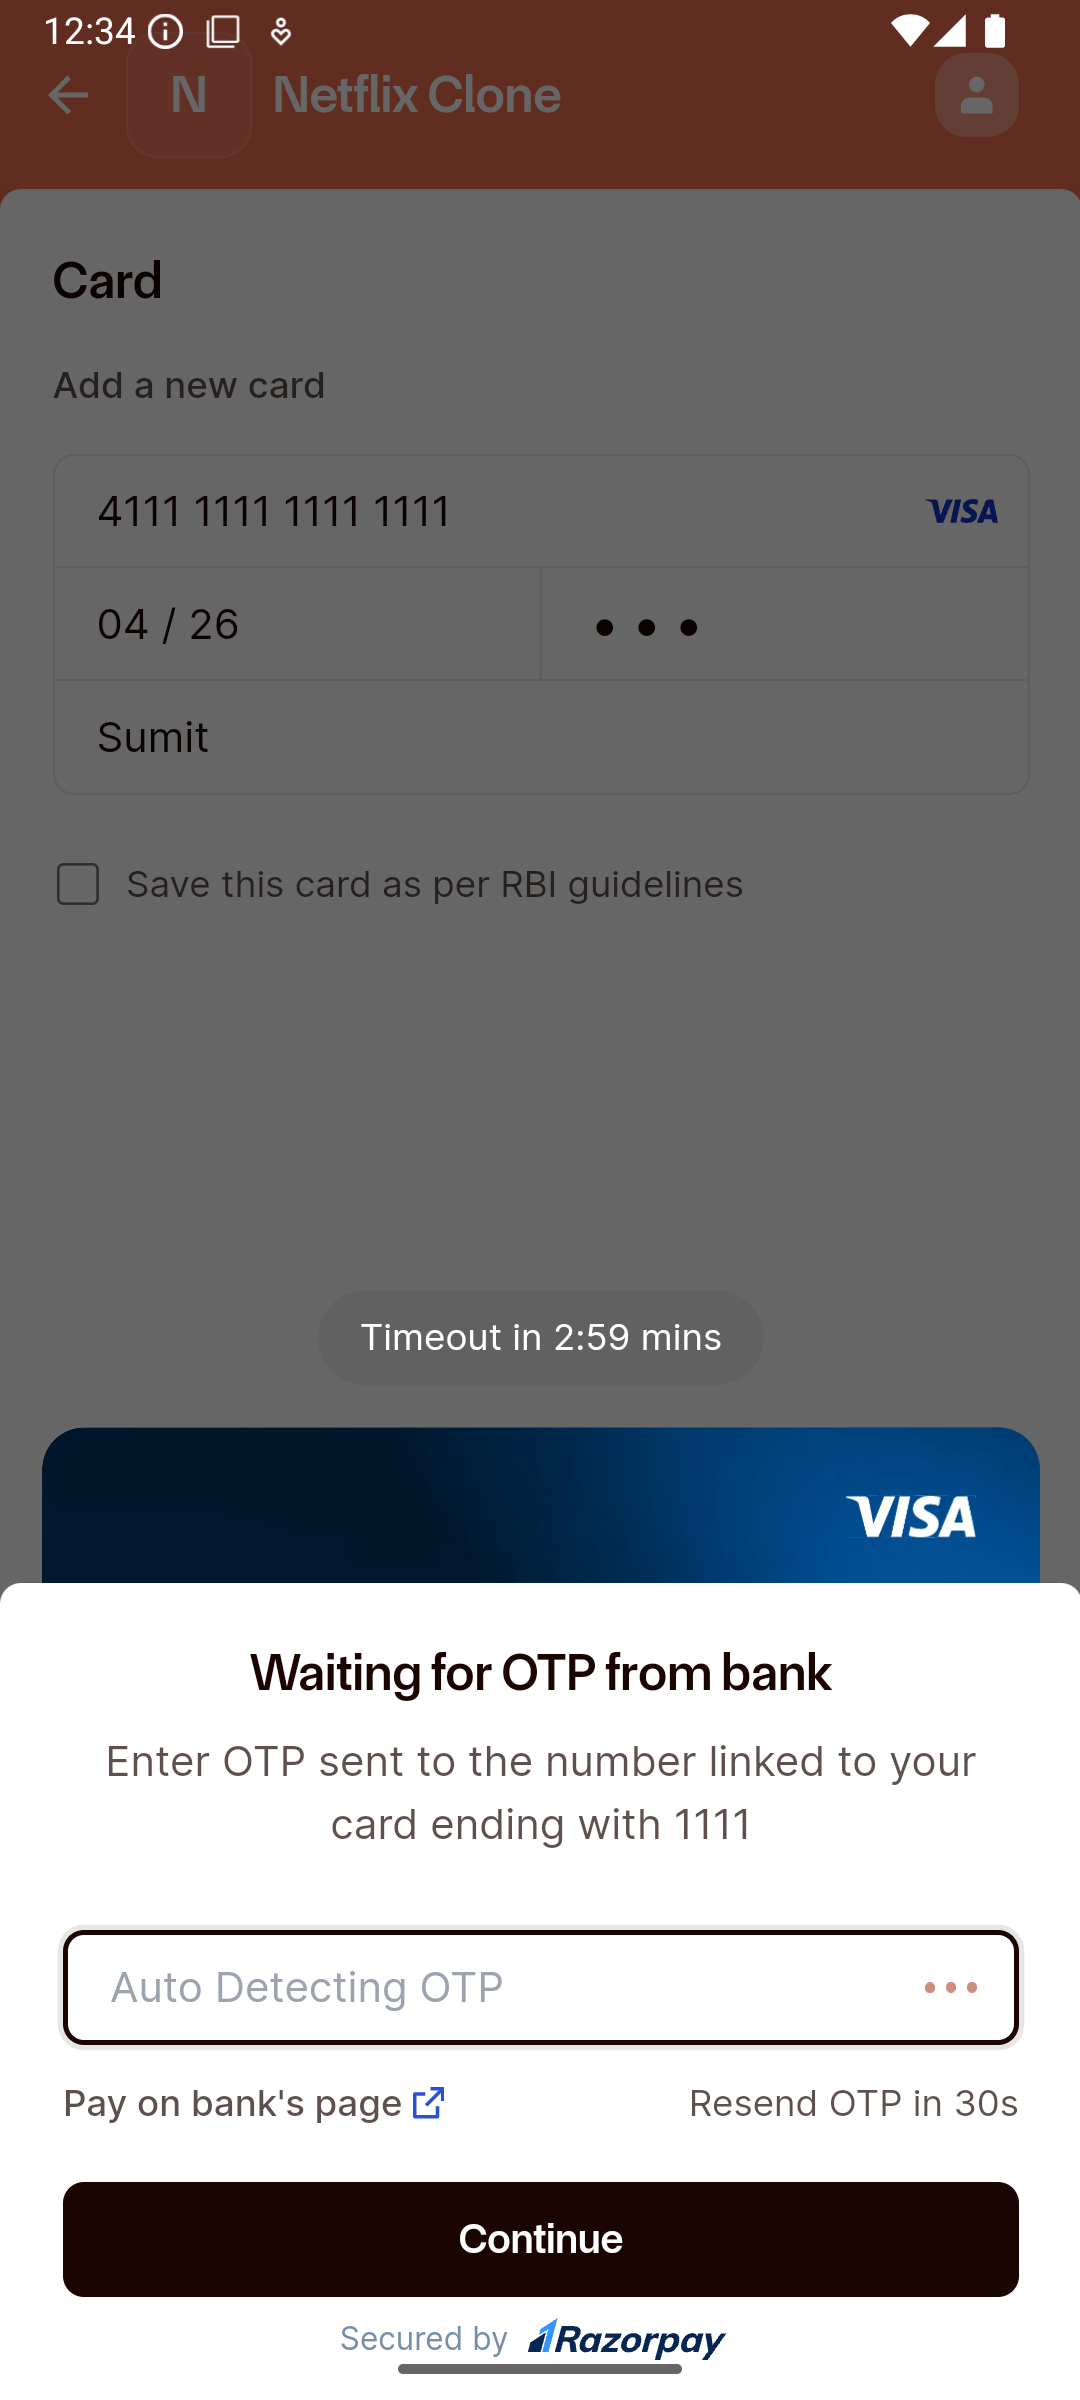 12:34
N Netflix Clone
Card
Add a new card
4111 1111 1111 1111 VISA
04 / 26 •••
Sumit
Save this card as per RBI guidelines
Timeout in 2:59 mins
VISA
Waiting for OTP from bank
Enter OTP sent to the number linked to your
card ending with 1111
Auto Detecting OTP
Pay on bank's page Resend OTP in 30s
Continue
Secured by Razorpay